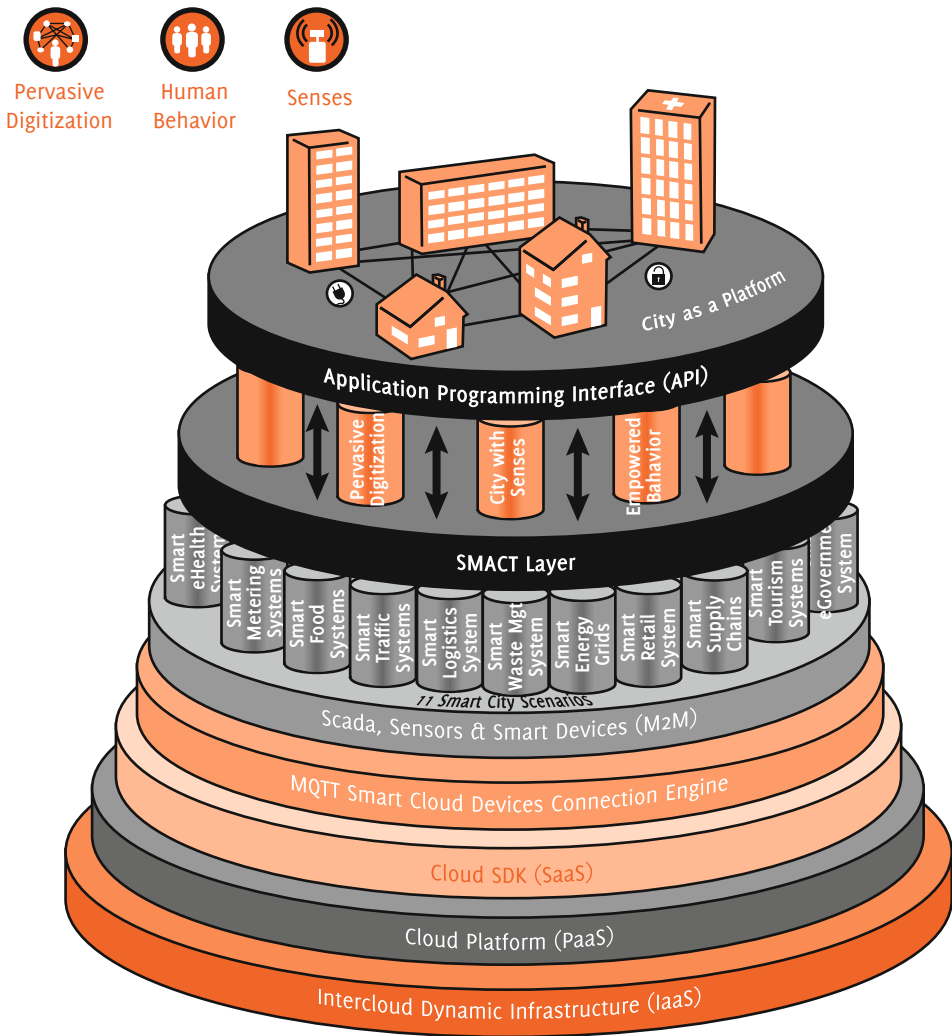 Pervasive
Digitization
Human
Behavior
Senses
City as a Platform
Application Programming Interface (API)
Pervasive
Digitization
City with
Senses
Empowered
Bahavior
SMACT Layer
Smart
eHealth
System
Smart
Metering
Systems
Smart
Food
Systems
Smart
Traffic
Systems
Smart
Logistics
System
Smart
Waste Mgt
System
Smart
Energy
Grids
Smart
Retail
System
Smart
Supply
Chains
Smart
Tourism
Systems
eGovernme
System
11 Smart City Scenarios
Scada, Sensors & Smart Devices (M2M)
MQTT Smart Cloud Devices Connection Engine
Cloud SDK (SaaS)
Cloud Platform (PaaS)
Intercloud Dynamic Infrastructure (IaaS)